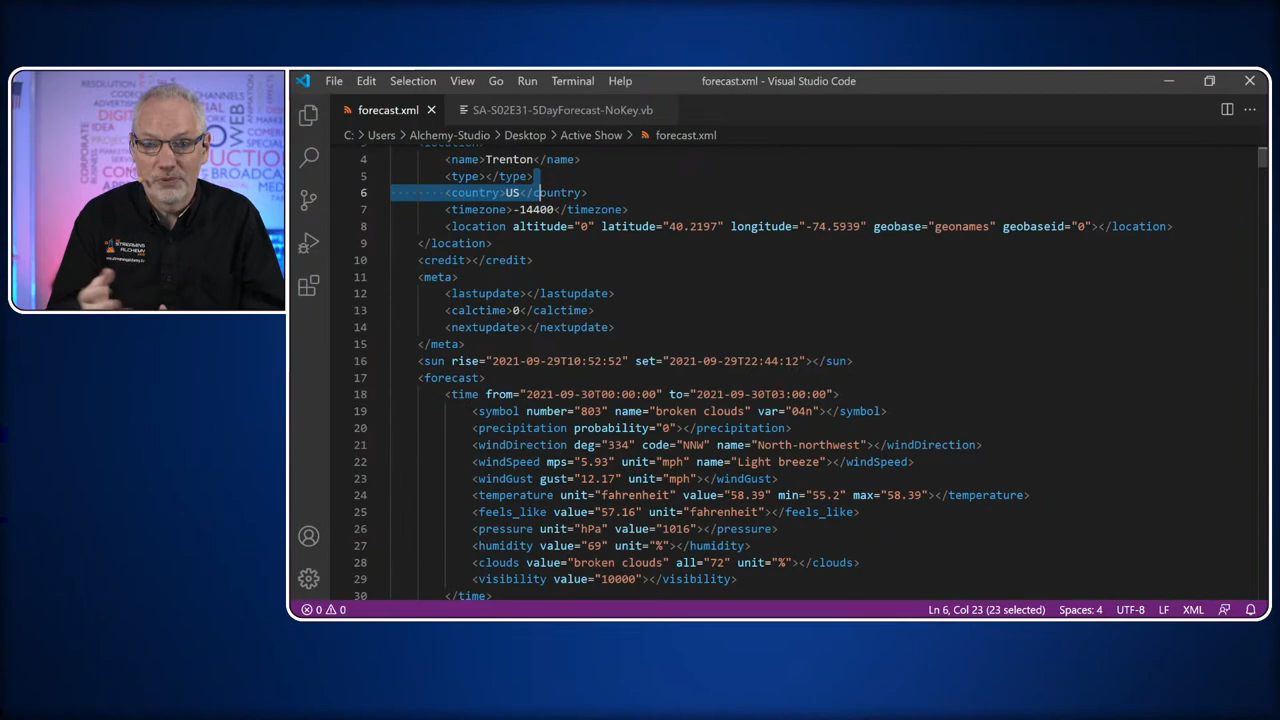 File Edit Selection View Go Run Terminal Help
forecast.xml - Visual Studio Code
forecast.xml
SA-S02E31-5DayForecast-NoKey.vb
C: > Users > Alchemy-Studio > Desktop > Active Show > forecast.xml
4 <name>Trenton</name>
5 <type></type>
6 <country>US</country>
7 <timezone>-14400</timezone>
8 <location altitude="0" latitude="40.2197" longitude="-74.5939" geobase="geonames" geobaseid="0"></location>
9 </location>
10 <credit></credit>
11 <meta>
12 <lastupdate></lastupdate>
13 <calctime>0</calctime>
14 <nextupdate></nextupdate>
15 </meta>
16 <sun rise="2021-09-29T10:52:52" set="2021-09-29T22:44:12"></sun>
17 <forecast>
18 <time from="2021-09-30T00:00:00" to="2021-09-30T03:00:00">
19 <symbol number="803" name="broken clouds" var="04n"></symbol>
20 <precipitation probability="0"></precipitation>
21 <windDirection deg="334" code="NNW" name="North-northwest"></windDirection>
22 <windSpeed mps="5.93" unit="mph" name="Light breeze"></windSpeed>
23 <windGust gust="12.17" unit="mph"></windGust>
24 <temperature unit="fahrenheit" value="58.39" min="55.2" max="58.39"></temperature>
25 <feels_like value="57.16" unit="fahrenheit"></feels_like>
26 <pressure unit="hPa" value="1016"></pressure>
27 <humidity value="69" unit="%"></humidity>
28 <clouds value="broken clouds" all="72" unit="%"></clouds>
29 <visibility value="10000"></visibility>
30 </time>
0 0
Ln 6, Col 23 (23 selected) Spaces: 4 UTF-8 LF XML
RESOLUTION
CHANNELS
STREAMING
ALCHEMY